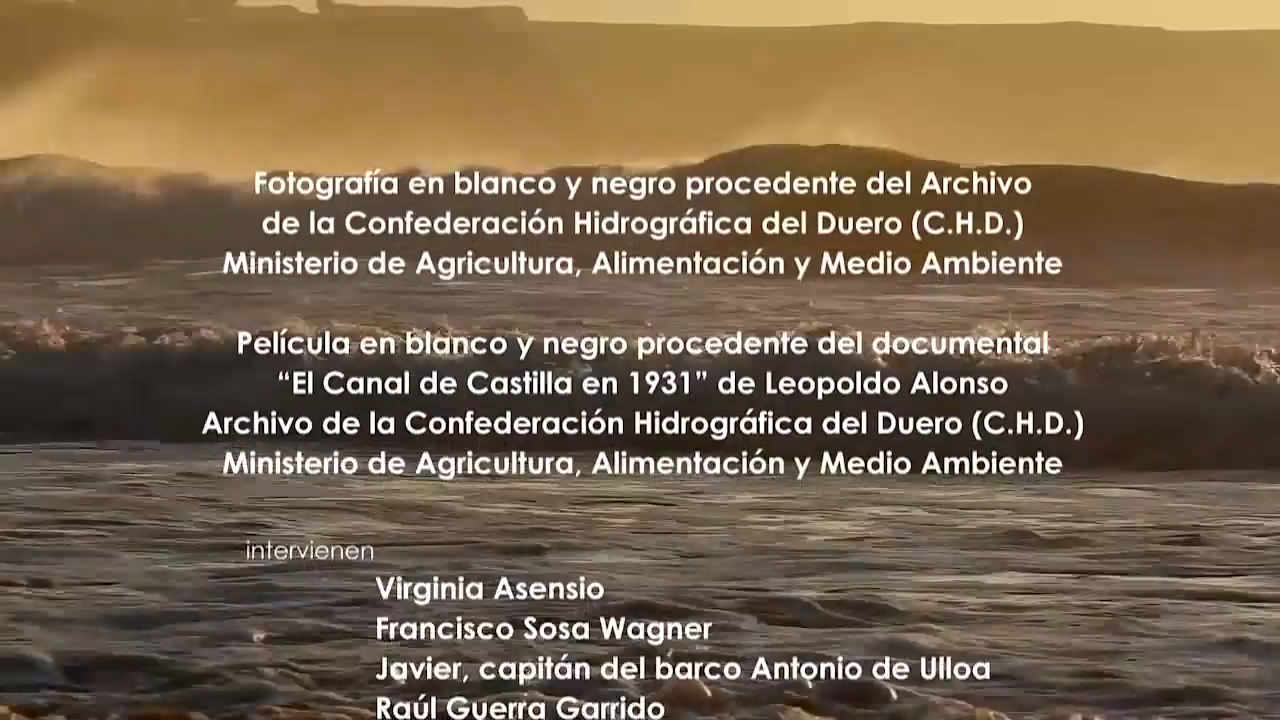 Fotografía en blanco y negro procedente del Archivo
de la Confederación Hidrográfica del Duero (C.H.D.)
Ministerio de Agricultura, Alimentación y Medio Ambiente
Película en blanco y negro procedente del documental
“El Canal de Castilla en 1931” de Leopoldo Alonso
Archivo de la Confederación Hidrográfica del Duero (C.H.D.)
Ministerio de Agricultura, Alimentación y Medio Ambiente
intervienen
Virginia Asensio
Francisco Sosa Wagner
Javier, capitán del barco Antonio de Ulloa
Raúl Guerra Garrido